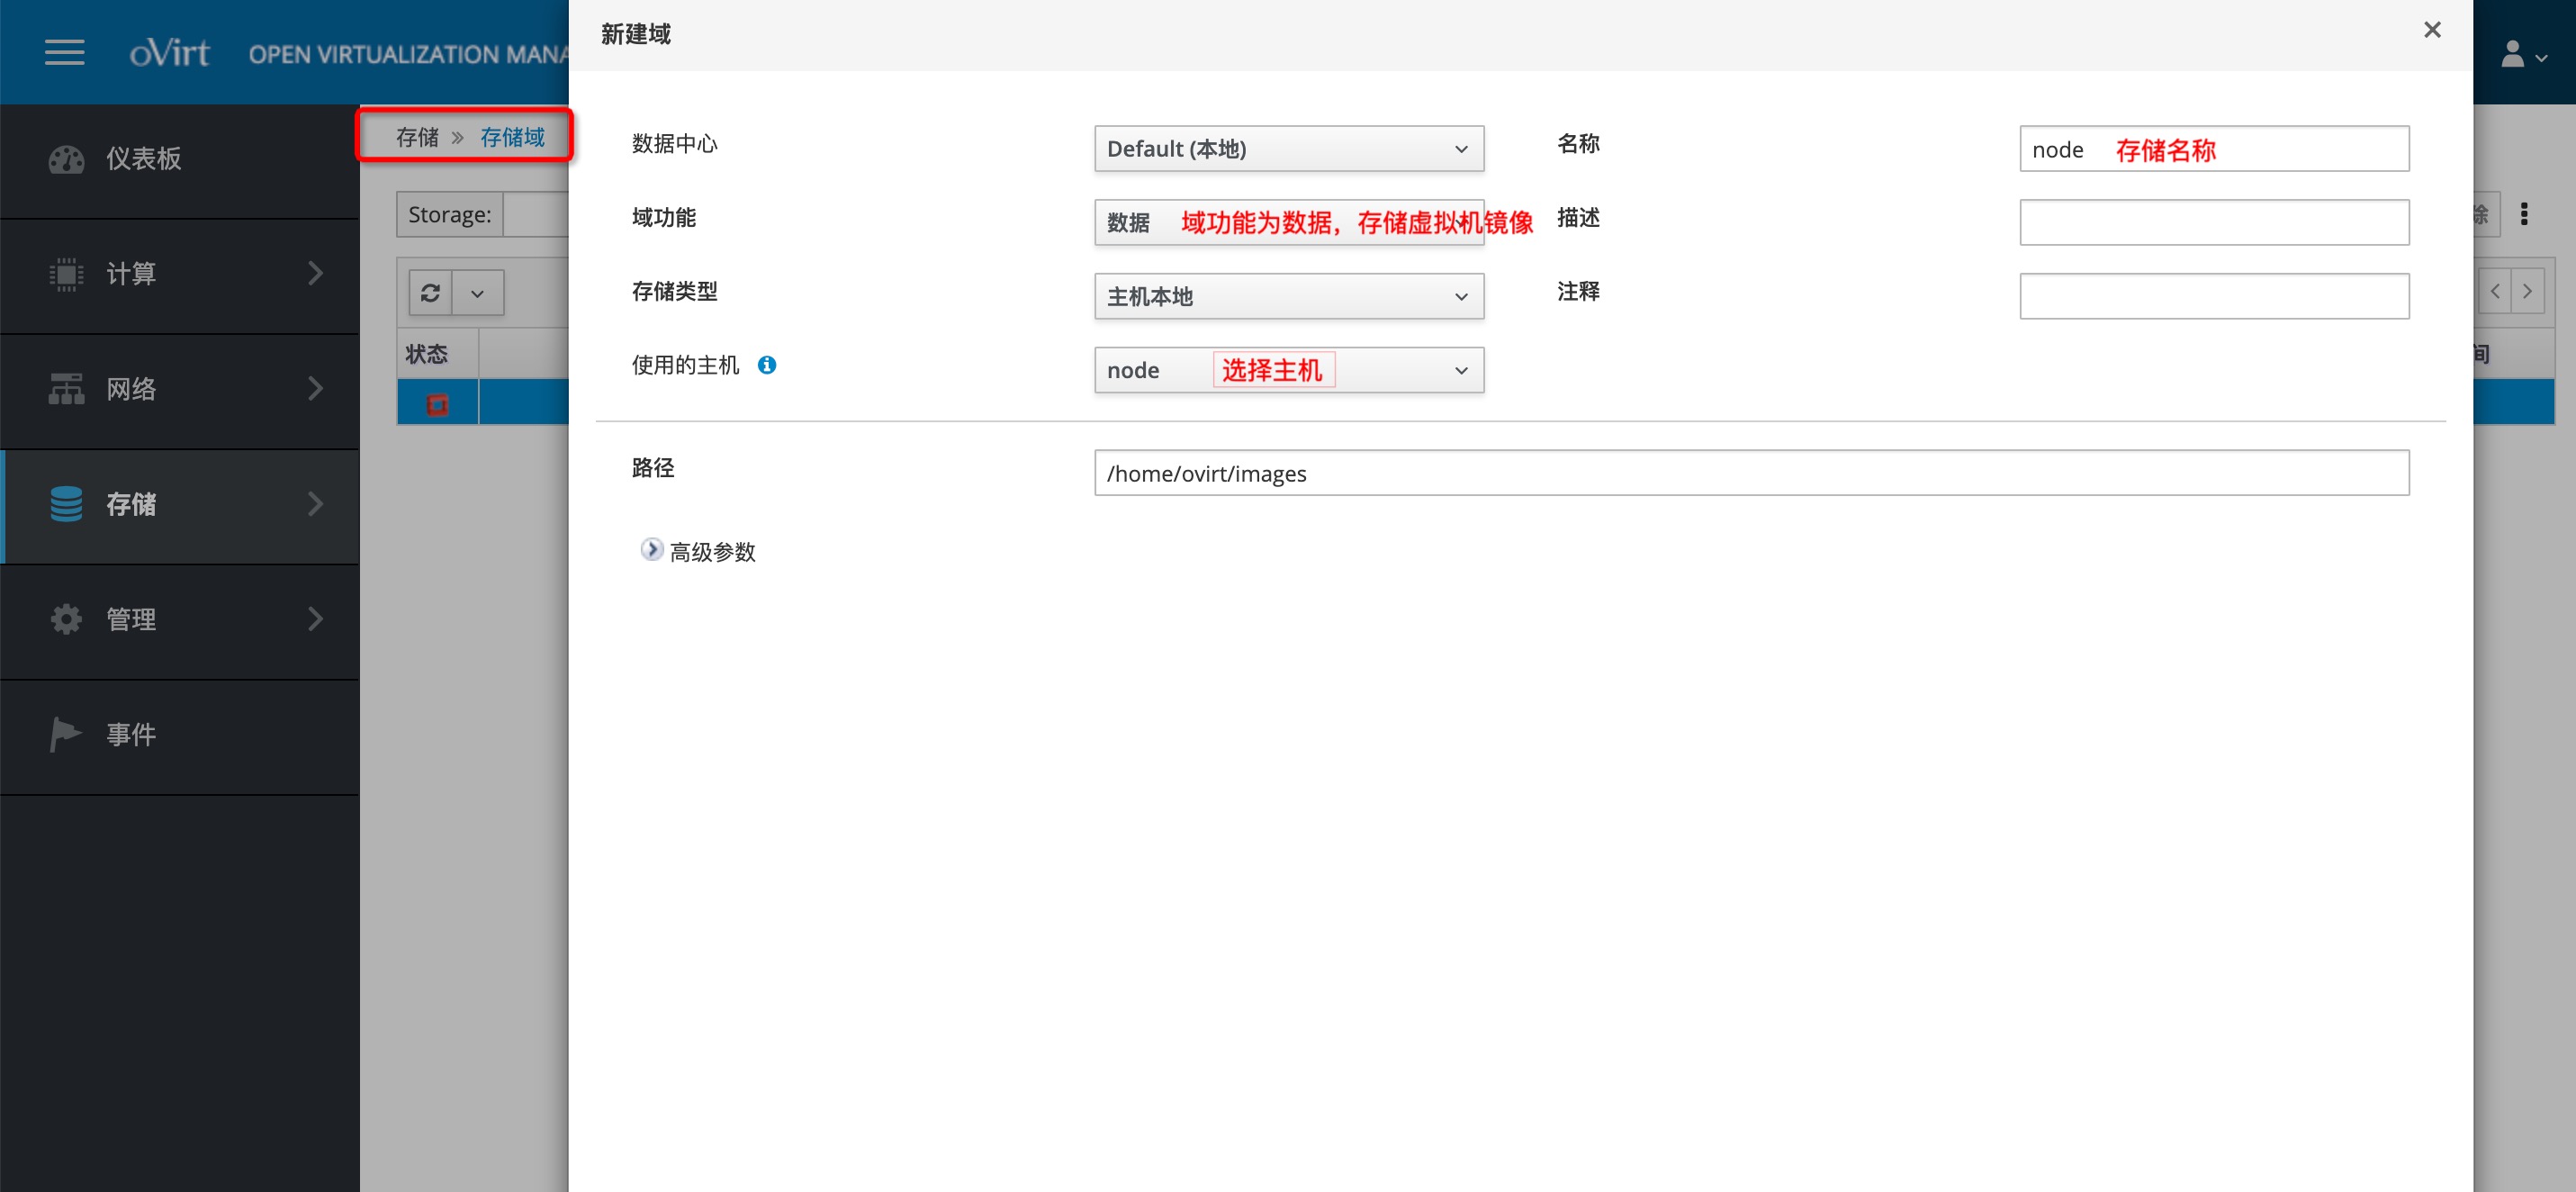 oVirt OPEN VIRTUALIZATION MANA
新建域
仪表板
计算
网络
存储
管理
事件
存储 » 存储域
Storage:
除
状态
间
数据中心 Default (本地) 名称 node 存储名称
域功能 数据 域功能为数据，存储虚拟机镜像 描述
存储类型 主机本地 注释
使用的主机 node 选择主机
路径 /home/ovirt/images
高级参数